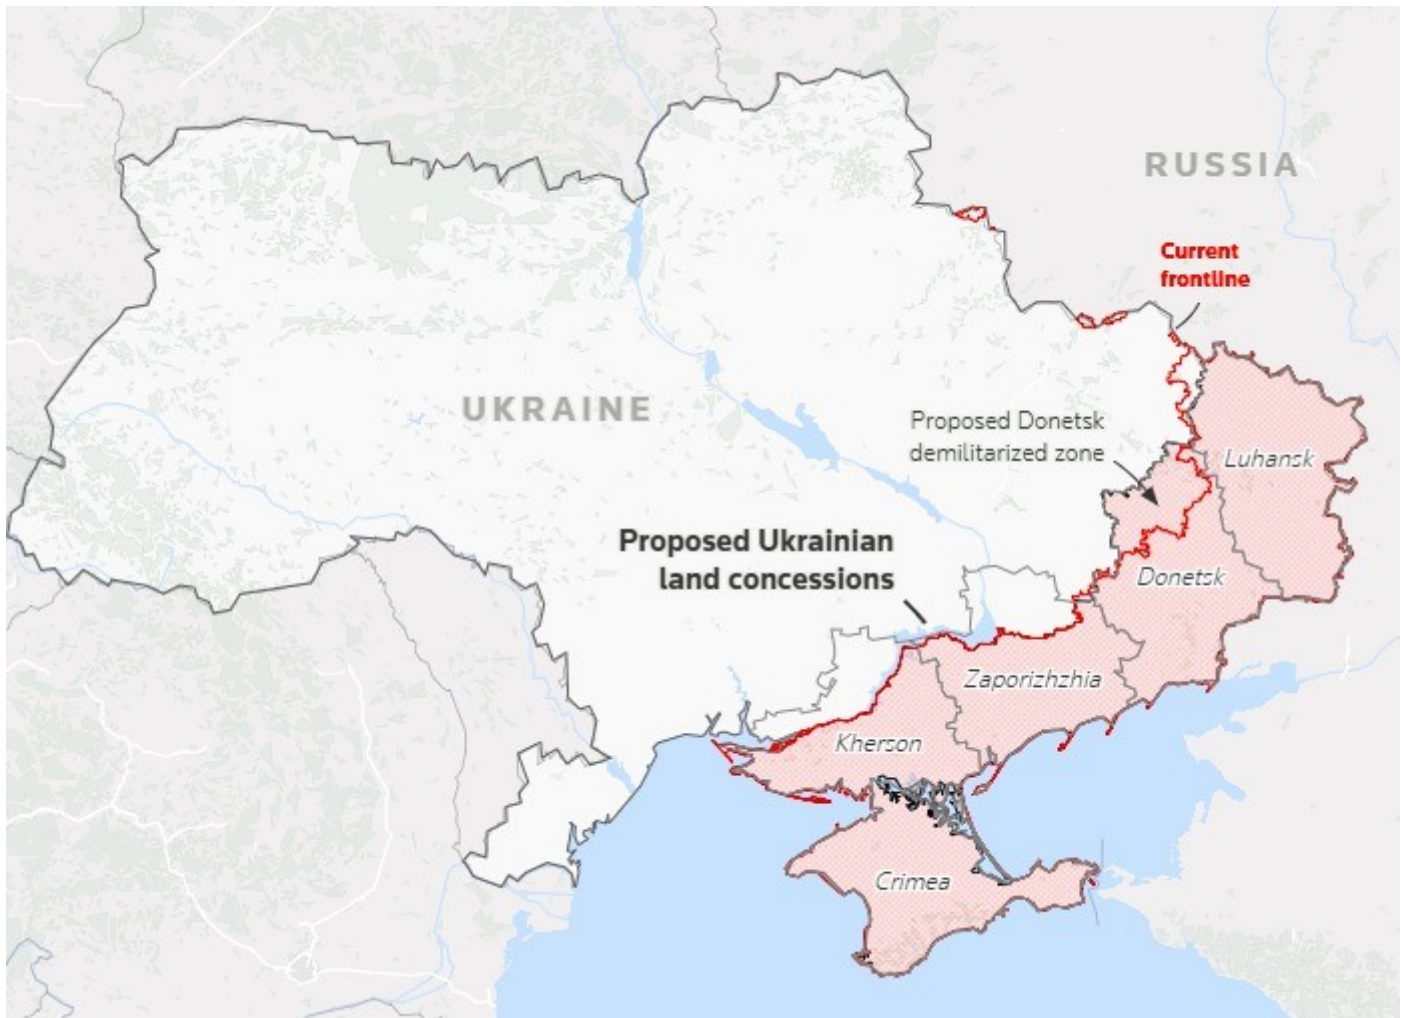 RUSSIA
Current
frontline
UKRAINE
Proposed Donetsk
demilitarized zone
Luhansk
Proposed Ukrainian
land concessions
Donetsk
Zaporizhzhia
Kherson
Crimea